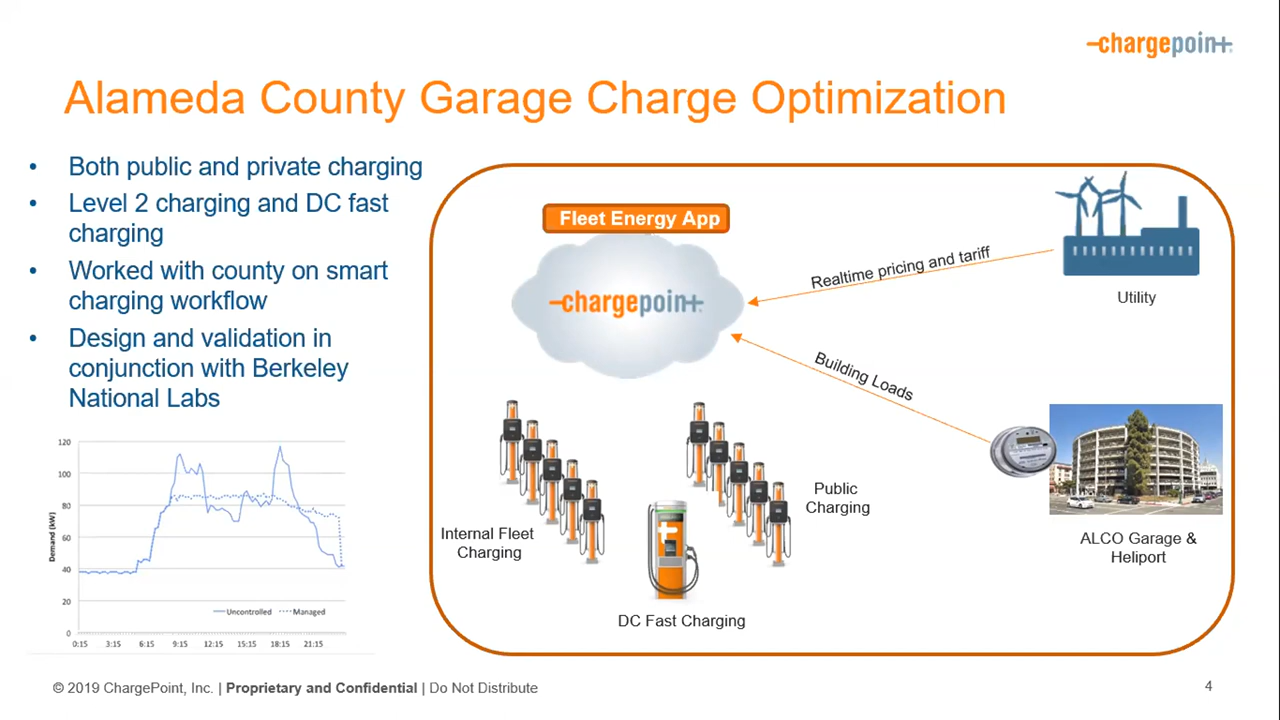 chargepoint
Alameda County Garage Charge Optimization
• Both public and private charging
• Level 2 charging and DC fast
charging
• Worked with county on smart
charging workflow
• Design and validation in
conjunction with Berkeley
National Labs
Fleet Energy App
chargepoint
Realtime pricing and tariff
Utility
Building Loads
Internal Fleet
Charging
DC Fast Charging
Public
Charging
ALCO Garage &
Heliport
120
100
80
60
40
20
0
Demand (kW)
Uncontrolled
Managed
0:15 3:15 6:15 9:15 12:15 15:15 18:15 21:15
© 2019 ChargePoint, Inc. | Proprietary and Confidential | Do Not Distribute
4